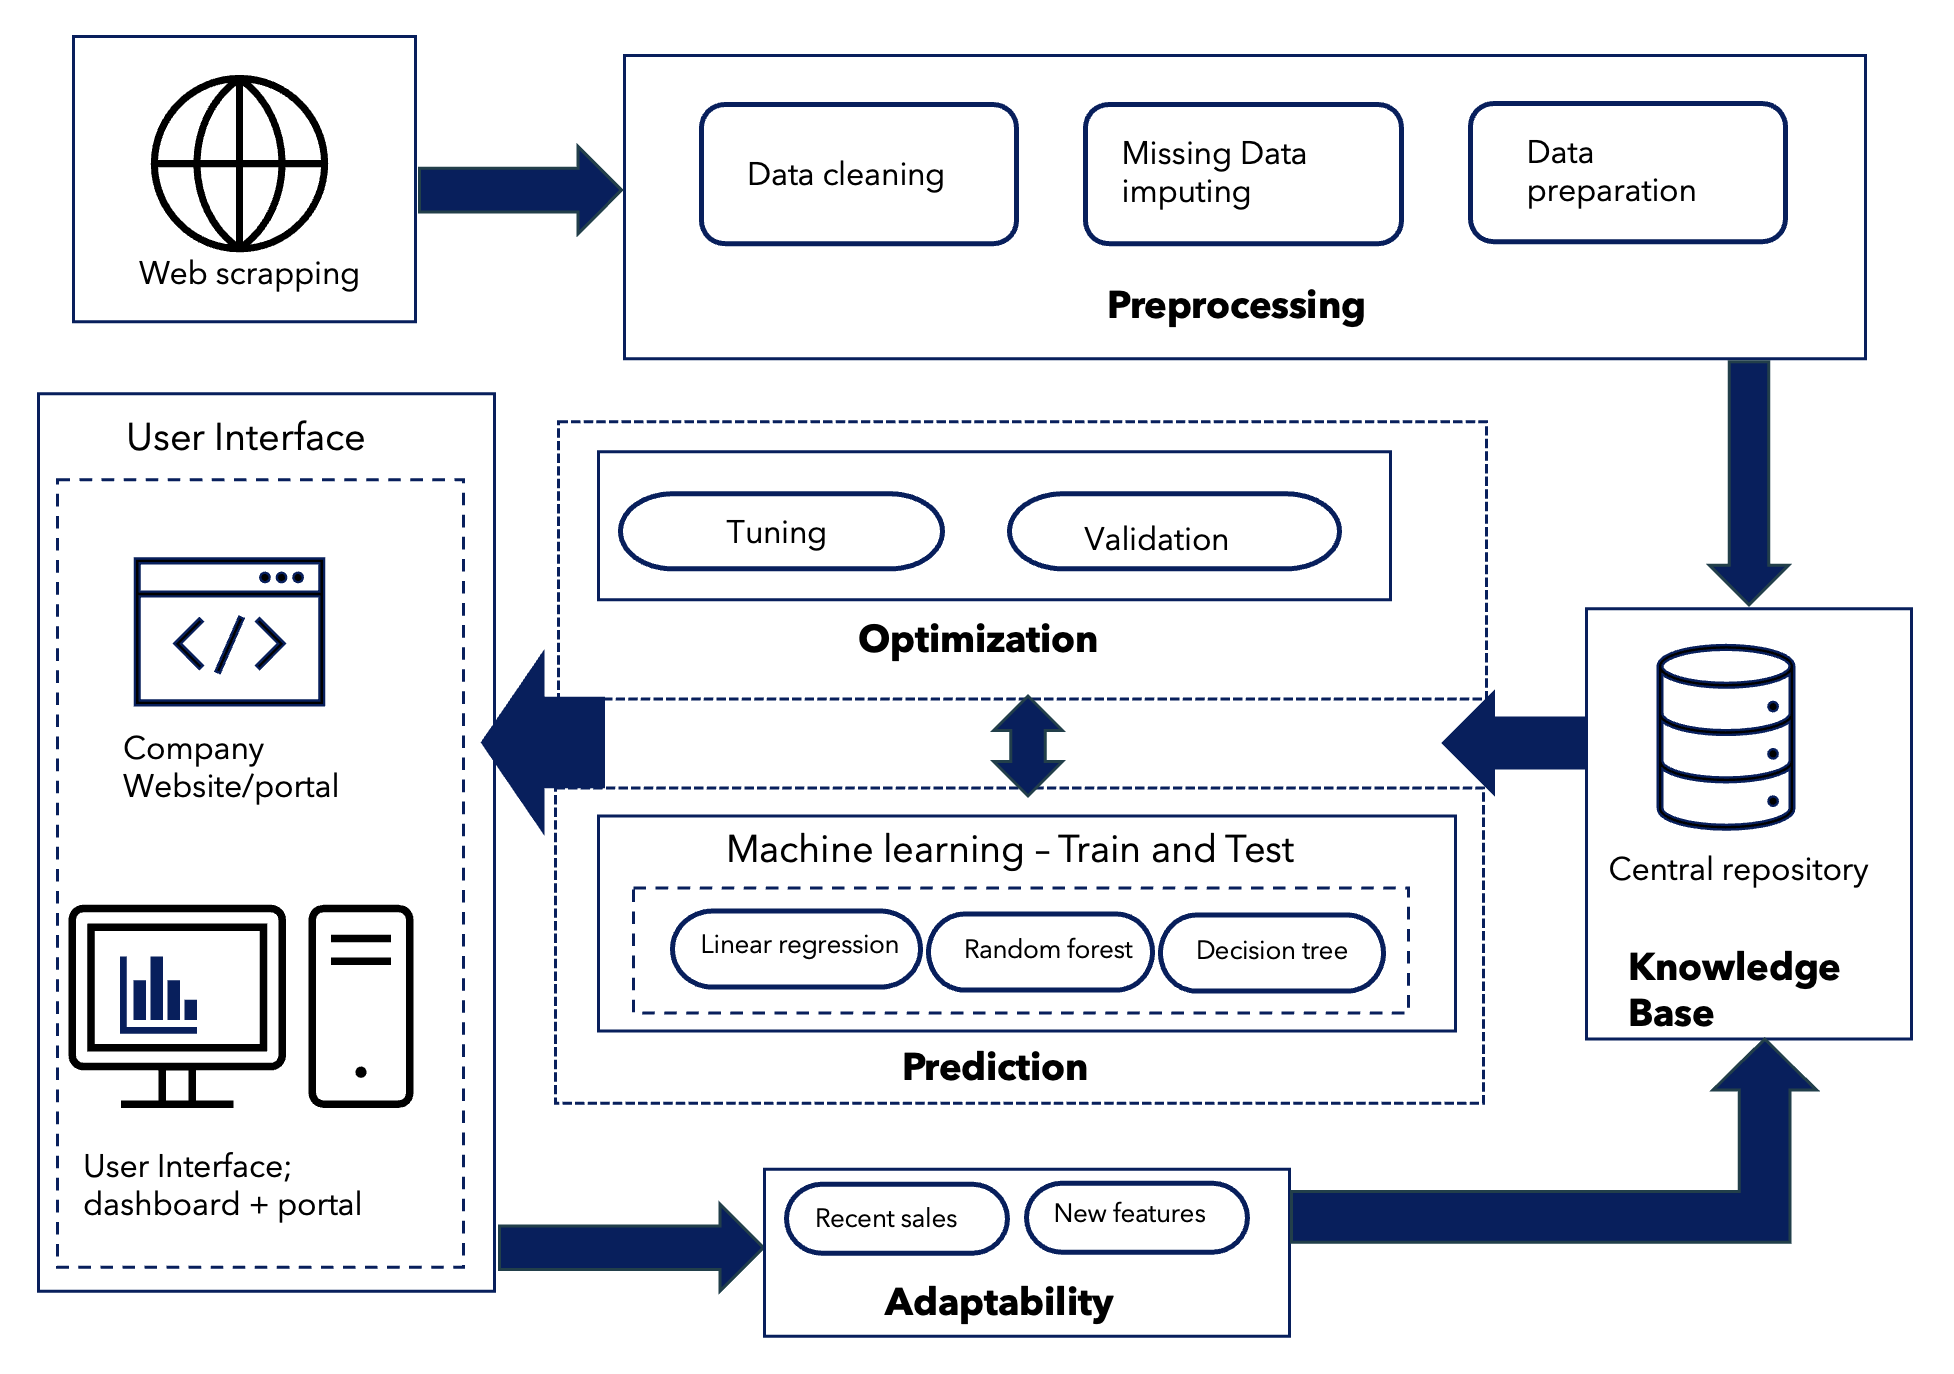 Web scrapping
Data cleaning
Missing Data
imputing
Data
preparation
Preprocessing
User Interface
Company
Website/portal
User Interface;
dashboard + portal
Tuning
Validation
Optimization
Machine learning – Train and Test
Linear regression
Random forest
Decision tree
Prediction
Central repository
Knowledge
Base
Recent sales
New features
Adaptability